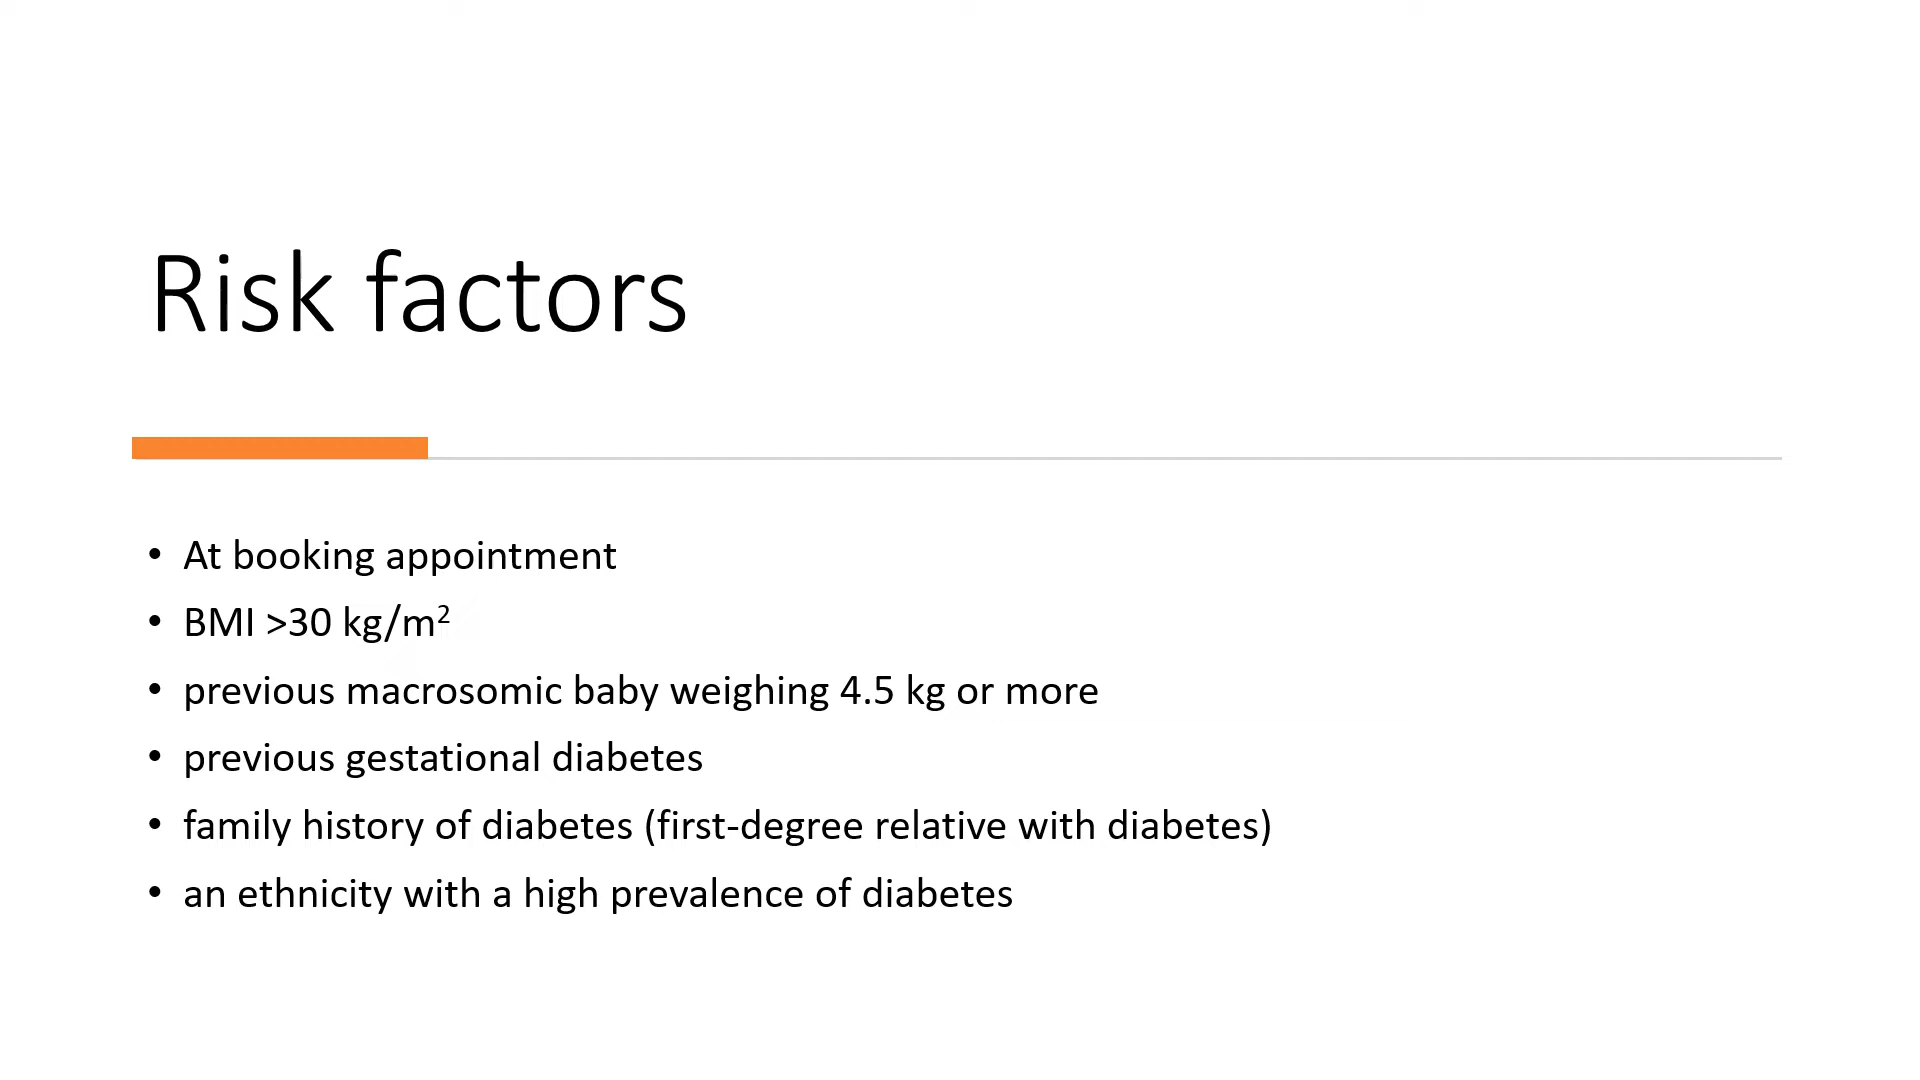 Risk factors
• At booking appointment
• BMI >30 kg/m²
• previous macrosomic baby weighing 4.5 kg or more
• previous gestational diabetes
• family history of diabetes (first-degree relative with diabetes)
• an ethnicity with a high prevalence of diabetes